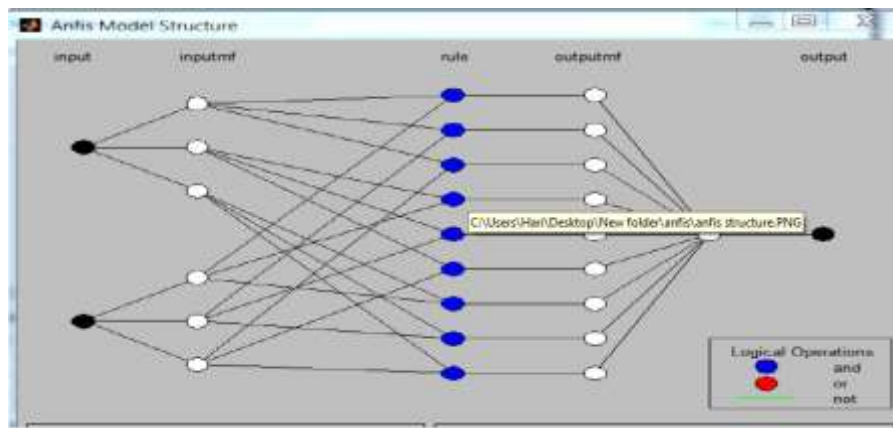 Anfis Model Structure
input inputmf rule outputmf output
C:\Users\Hari\Desktop\New folder\anfis\anfis structure.PNG
Logical Operations
and
or
not